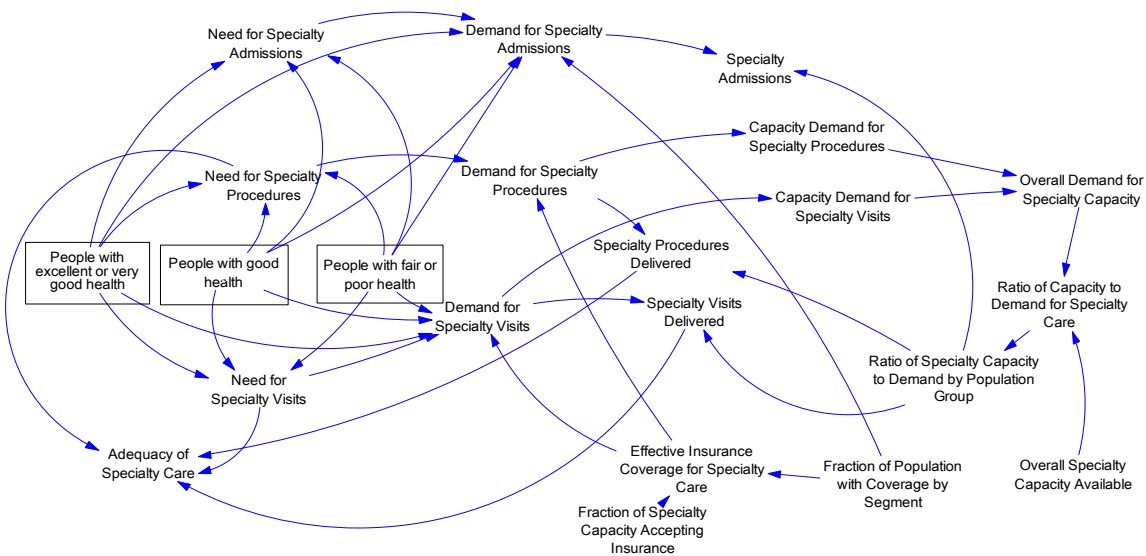 Need for Specialty
Admissions
Demand for Specialty
Admissions
Specialty
Admissions
Capacity Demand for
Specialty Procedures
Need for Specialty
Procedures
Demand for Specialty
Procedures
Overall Demand for
Specialty Capacity
Capacity Demand for
Specialty Visits
People with
excellent or very
good health
People with good
health
People with fair or
poor health
Specialty Procedures
Delivered
Demand for
Specialty Visits
Specialty Visits
Delivered
Ratio of Capacity to
Demand for Specialty
Care
Need for
Specialty Visits
Ratio of Specialty Capacity
to Demand by Population
Group
Adequacy of
Specialty Care
Effective Insurance
Coverage for Specialty
Care
Fraction of Population
with Coverage by
Segment
Overall Specialty
Capacity Available
Fraction of Specialty
Capacity Accepting
Insurance